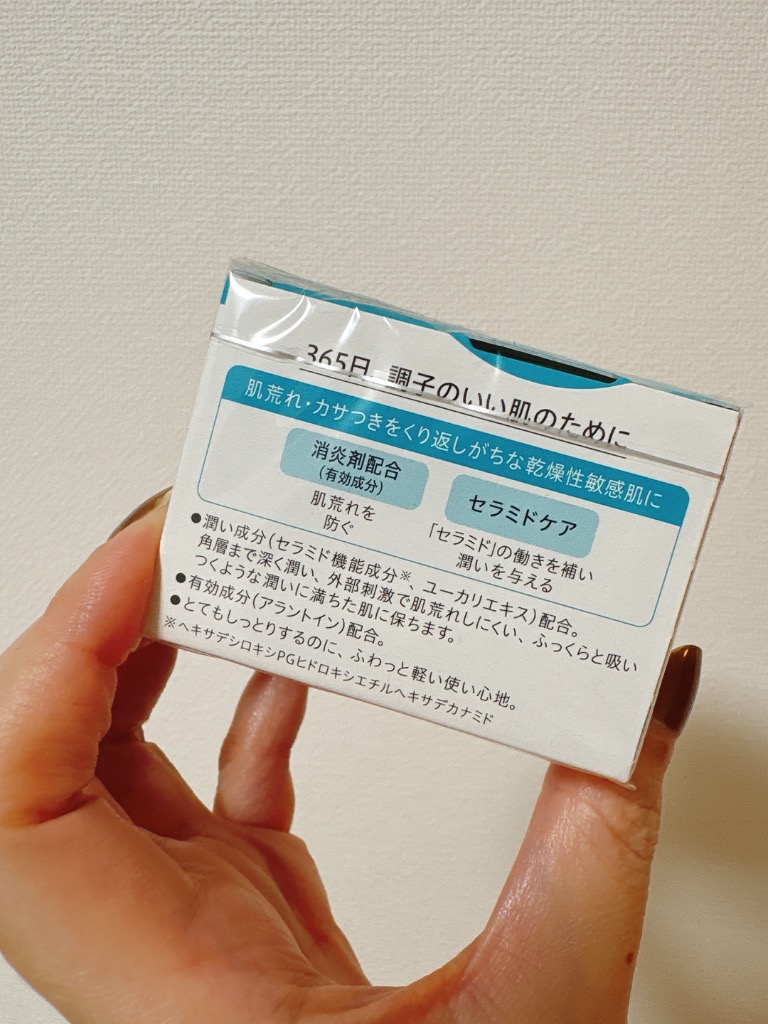 365日、調子のいい肌のために
肌荒れ・カサつきをくり返しがちな乾燥性敏感肌に
消炎剤配合
(有効成分)
肌荒れを
防ぐ
セラミドケア
「セラミド」の働きを補い
潤いを与える
●潤い成分(セラミド機能成分※、ユーカリエキス)配合。
角層まで深く潤い、外部刺激で肌荒れしにくい、ふっくらと吸い
つくような潤いに満ちた肌に保ちます。
●有効成分(アラントイン)配合。
●とてもしっとりするのに、ふわっと軽い使い心地。
※ヘキサデシロキシPGヒドロキシエチルヘキサデカナミド